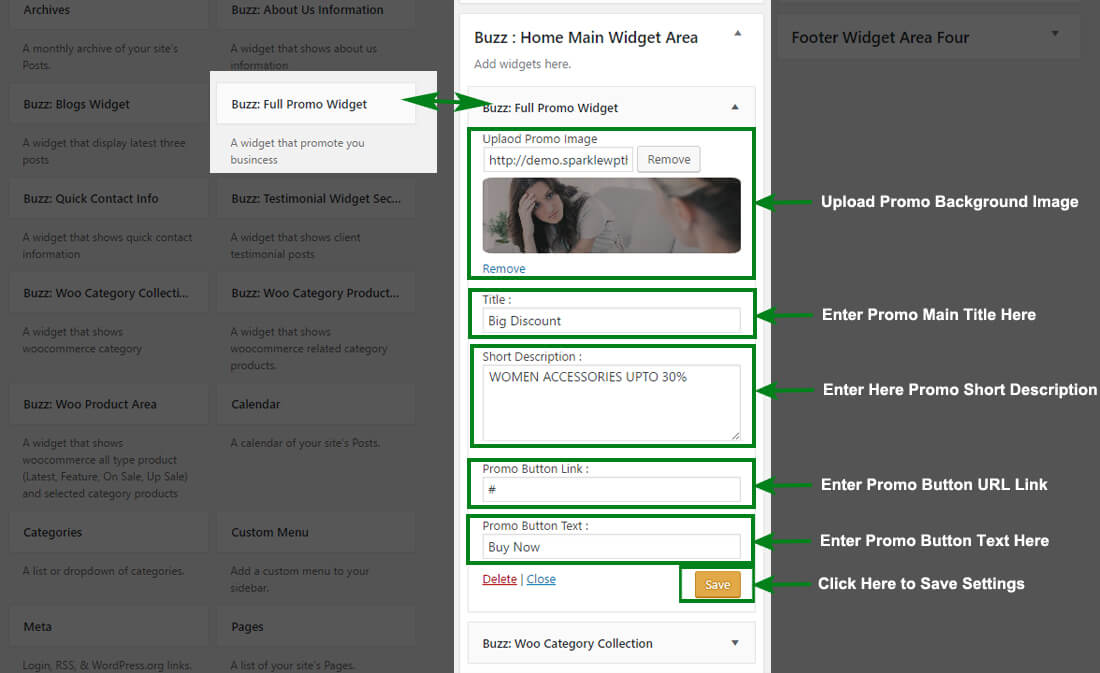 Archives
A monthly archive of your site's
Posts.
Buzz: About Us Information
A widget that shows about us
information
Buzz: Blogs Widget
A widget that display latest three
posts
Buzz: Full Promo Widget
A widget that promote you
busincess
Buzz: Quick Contact Info
A widget that shows quick contact
information
Buzz: Testimonial Widget Sec...
A widget that shows client
testimonial posts
Buzz: Woo Category Collecti...
A widget that shows
woocommerce category
Buzz: Woo Category Product...
A widget that shows
woocommerce related category
products.
Buzz: Woo Product Area
A widget that shows
woocommerce all type product
(Latest, Feature, On Sale, Up Sale)
and selected category products
Calendar
A calendar of your site's Posts.
Categories
A list or dropdown of categories.
Custom Menu
Add a custom menu to your
sidebar.
Meta
Login, RSS, & WordPress.org links.
Pages
A list of your site's Pages.
Buzz : Home Main Widget Area
Add widgets here.
Buzz: Full Promo Widget
Uplaod Promo Image
http://demo.sparklewptl
Remove
Remove
Title :
Big Discount
Short Description :
WOMEN ACCESSORIES UPTO 30%
Promo Button Link :
#
Promo Button Text :
Buy Now
Delete | Close
Save
Buzz: Woo Category Collection
Footer Widget Area Four
Upload Promo Background Image
Enter Promo Main Title Here
Enter Here Promo Short Description
Enter Promo Button URL Link
Enter Promo Button Text Here
Click Here to Save Settings